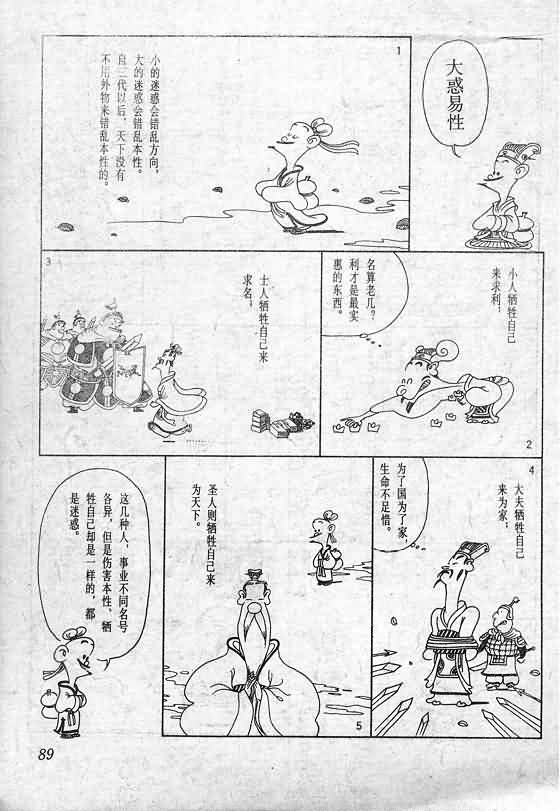 大惑易性
1
小的迷惑会错乱方向，
大的迷惑会错乱本性。
自三代以后，天下没有
不用外物来错乱本性的。
小人牺牲自己
来求利；
名算老几？
利才是最实
惠的东西。
2
3
士人牺牲自己来
求名；
4
大夫牺牲自己
来为家；
为了国为了家，
生命不足惜。
圣人则牺牲自己来
为天下。
5
这几种人，事业不同名号
各异，但是伤害本性、牺
牲自己却是一样的，都
是迷惑。
89